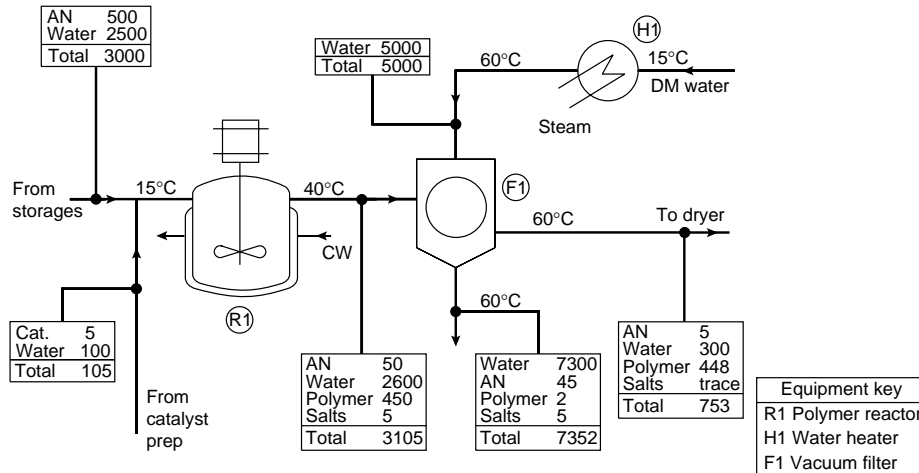 AN 500
Water 2500
Total 3000
Water 5000
Total 5000
H1
60°C
15°C
DM water
Steam
From
storages
15°C
40°C
F1
60°C
To dryer
CW
R1
60°C
Cat. 5
Water 100
Total 105
From
catalyst
prep
AN 50
Water 2600
Polymer 450
Salts 5
Total 3105
Water 7300
AN 45
Polymer 2
Salts 5
Total 7352
AN 5
Water 300
Polymer 448
Salts trace
Total 753
Equipment key
R1 Polymer reactor
H1 Water heater
F1 Vacuum filter